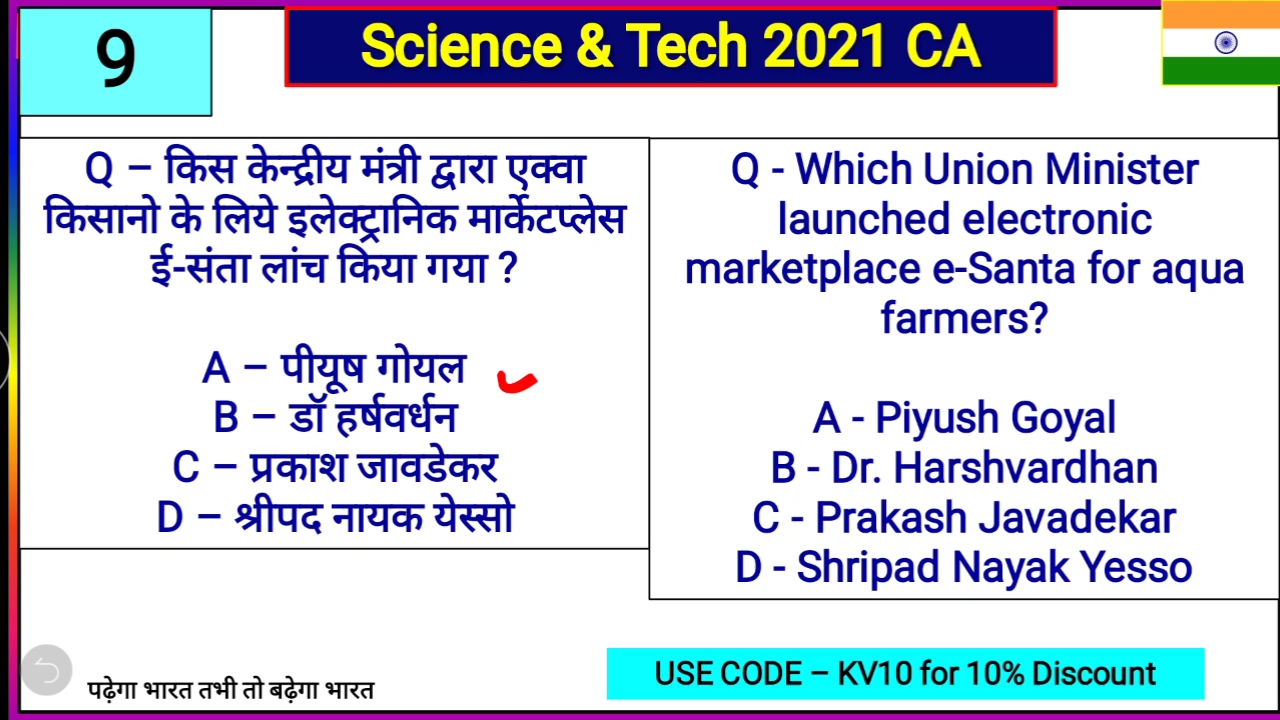 9
Science & Tech 2021 CA
Q – किस केन्द्रीय मंत्री द्वारा एक्वा
किसानो के लिये इलेक्ट्रानिक मार्केटप्लेस
ई-संता लांच किया गया ?
A – पीयूष गोयल
B – डॉ हर्षवर्धन
C – प्रकाश जावडेकर
D – श्रीपद नायक येस्सो
Q - Which Union Minister
launched electronic
marketplace e-Santa for aqua
farmers?
A - Piyush Goyal
B - Dr. Harshvardhan
C - Prakash Javadekar
D - Shripad Nayak Yesso
पढ़ेगा भारत तभी तो बढ़ेगा भारत
USE CODE – KV10 for 10% Discount